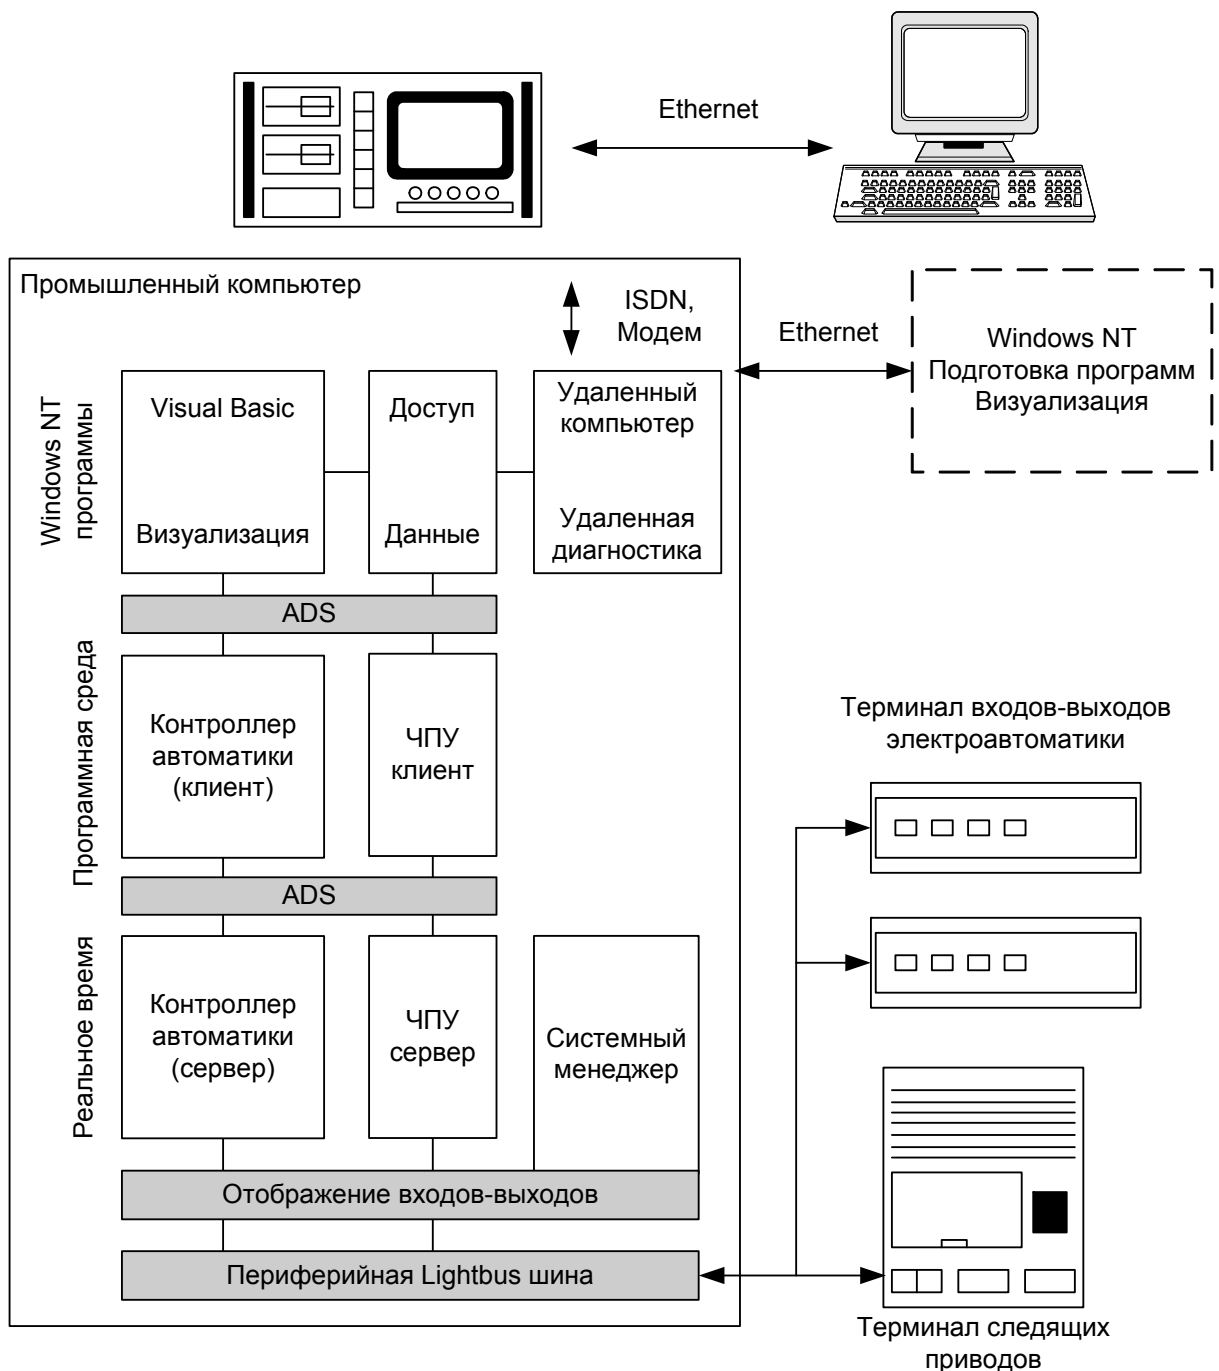 Ethernet
Промышленный компьютер
ISDN,
Модем
Ethernet
Windows NT
Подготовка программ
Визуализация
Windows NT
программы
Visual Basic
Визуализация
Доступ
Данные
Удаленный
компьютер
Удаленная
диагностика
ADS
Программная среда
Контроллер
автоматики
(клиент)
ЧПУ
клиент
ADS
Реальное время
Контроллер
автоматики
(сервер)
ЧПУ
сервер
Системный
менеджер
Отображение входов-выходов
Периферийная Lightbus шина
Терминал входов-выходов
электроавтоматики
Терминал следящих
приводов